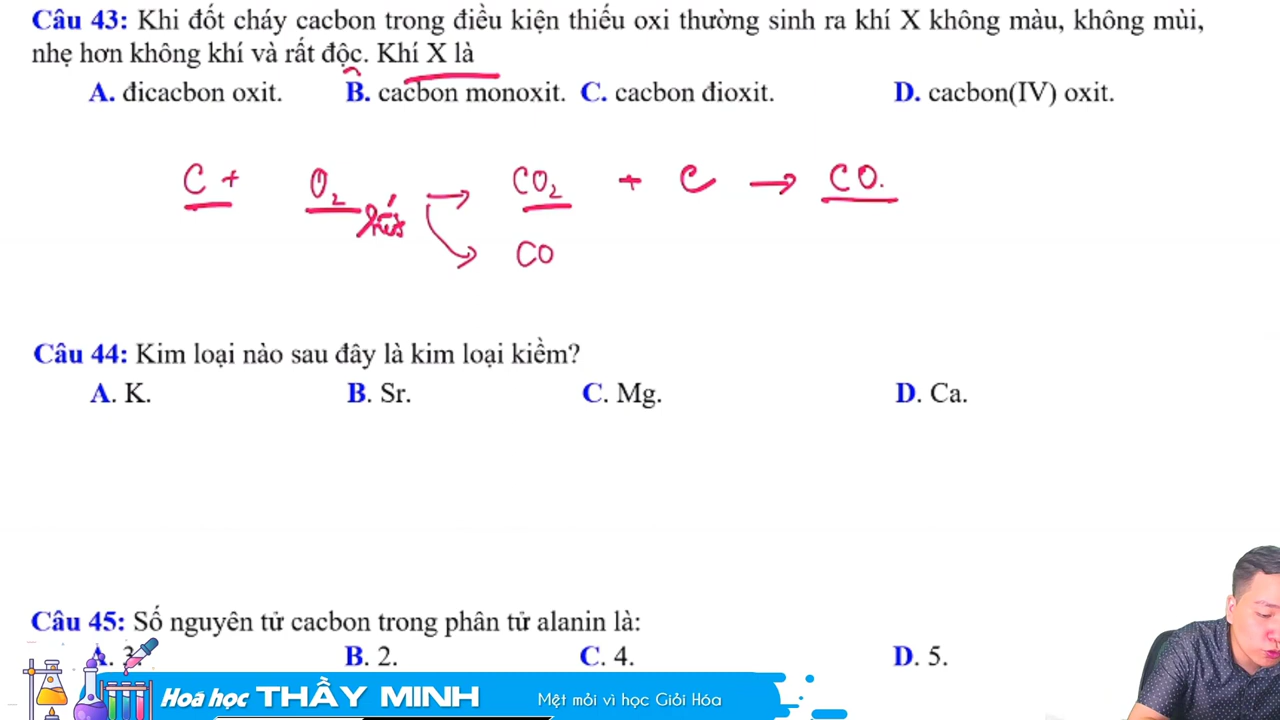 Câu 43: Khi đốt cháy cacbon trong điều kiện thiếu oxi thường sinh ra khí X không màu, không mùi,
nhẹ hơn không khí và rất độc. Khí X là
A. đicacbon oxit. B. cacbon monoxit. C. cacbon đioxit. D. cacbon(IV) oxit.
C + O₂ → CO₂ + C → CO.
CO
Câu 44: Kim loại nào sau đây là kim loại kiềm?
A. K. B. Sr. C. Mg. D. Ca.
Câu 45: Số nguyên tử cacbon trong phân tử alanin là:
A. 3. B. 2. C. 4. D. 5.
Hoá học THẦY MINH Mệt mỏi vì học Giỏi Hóa